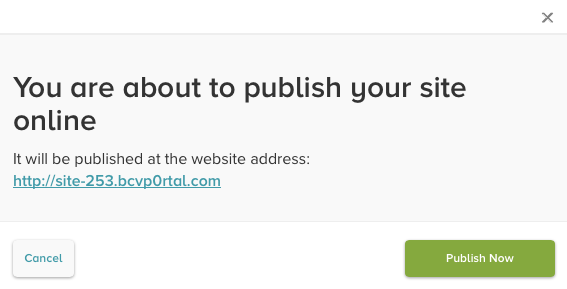 You are about to publish your site
online
It will be published at the website address:
http://site-253.bcvp0rtal.com
Cancel
Publish Now